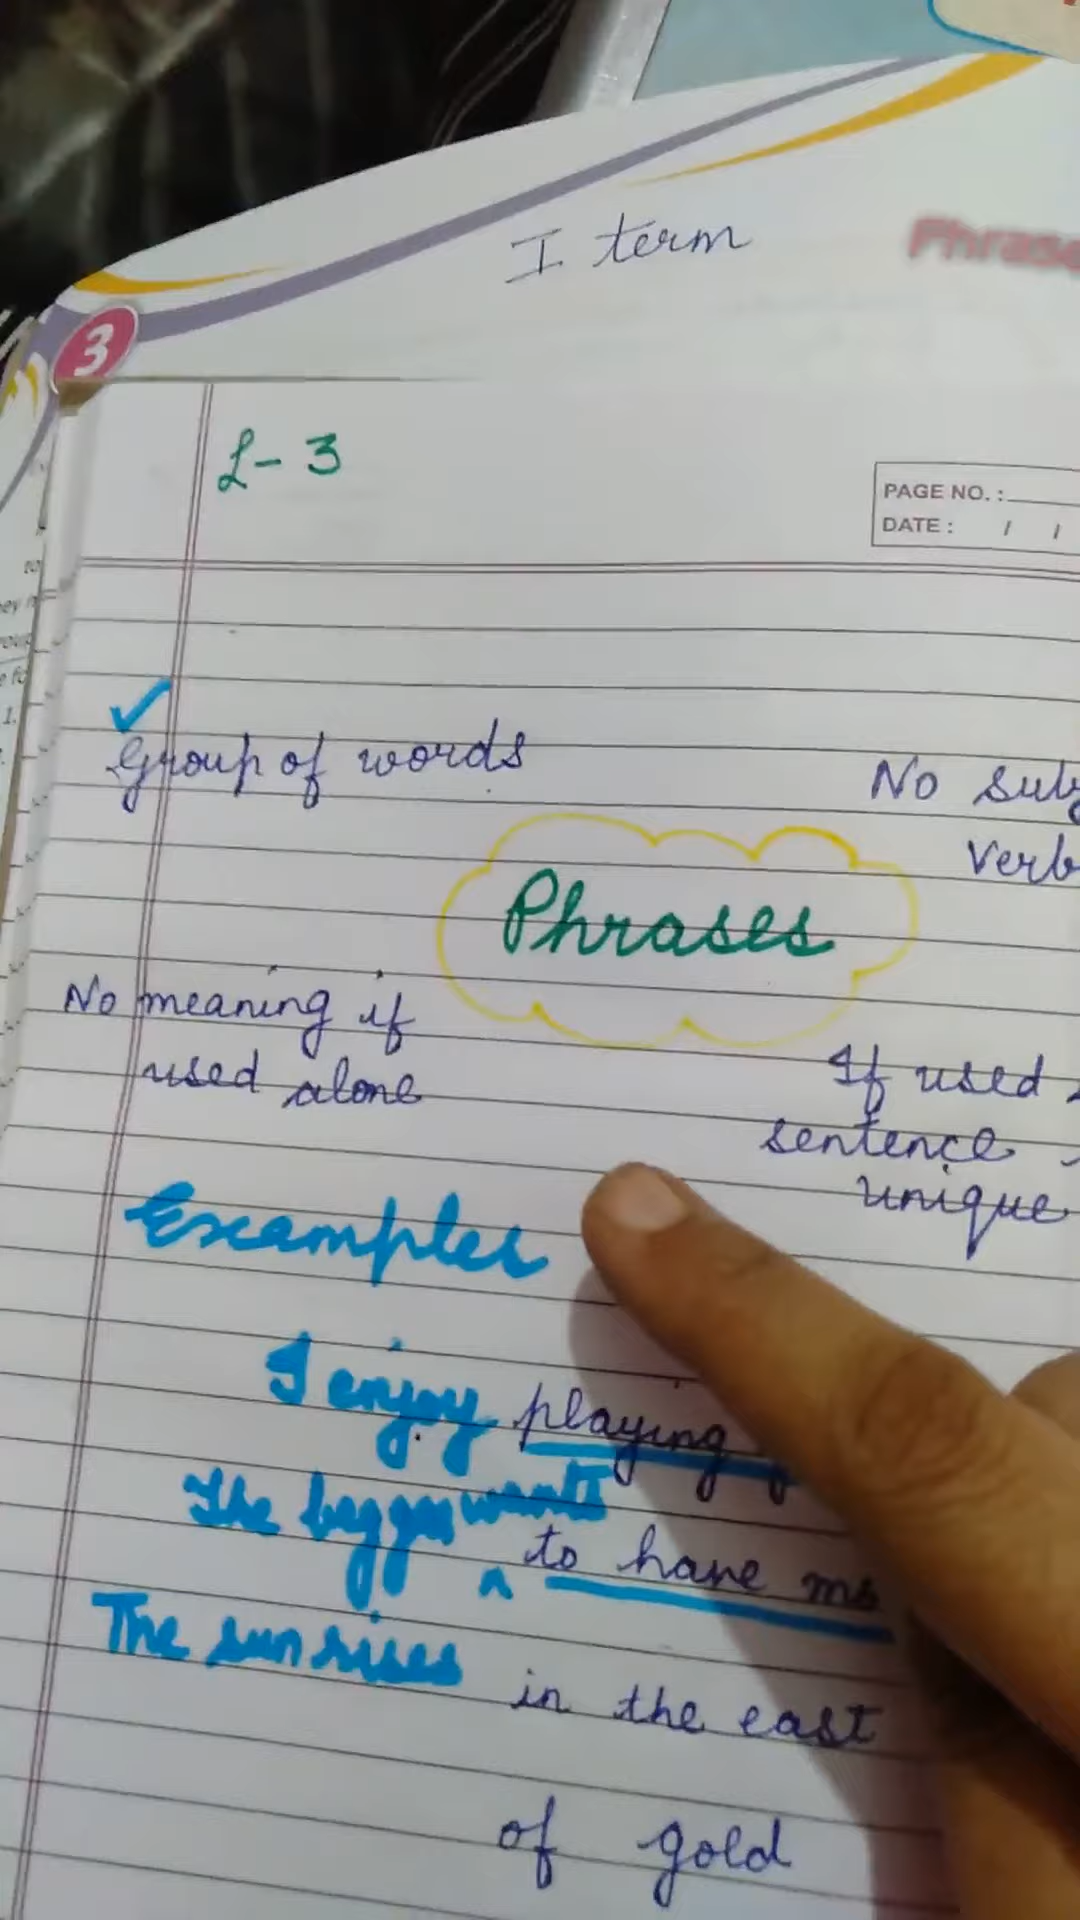 I term
Phrase
3
L-3
PAGE NO. :
DATE : / /
Group of words
No
Verb
Phrases
No meaning if
used alone
If used
sentence
unique
Examples
I enjoy playing
The beggar wants
to have
The sun rises in the east
of gold